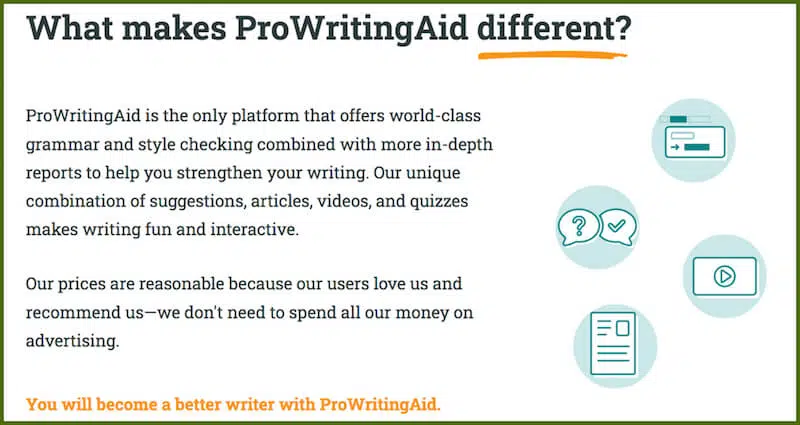 What makes ProWritingAid different?
ProWritingAid is the only platform that offers world-class
grammar and style checking combined with more in-depth
reports to help you strengthen your writing. Our unique
combination of suggestions, articles, videos, and quizzes
makes writing fun and interactive.
Our prices are reasonable because our users love us and
recommend us—we don't need to spend all our money on
advertising.
You will become a better writer with ProWritingAid.